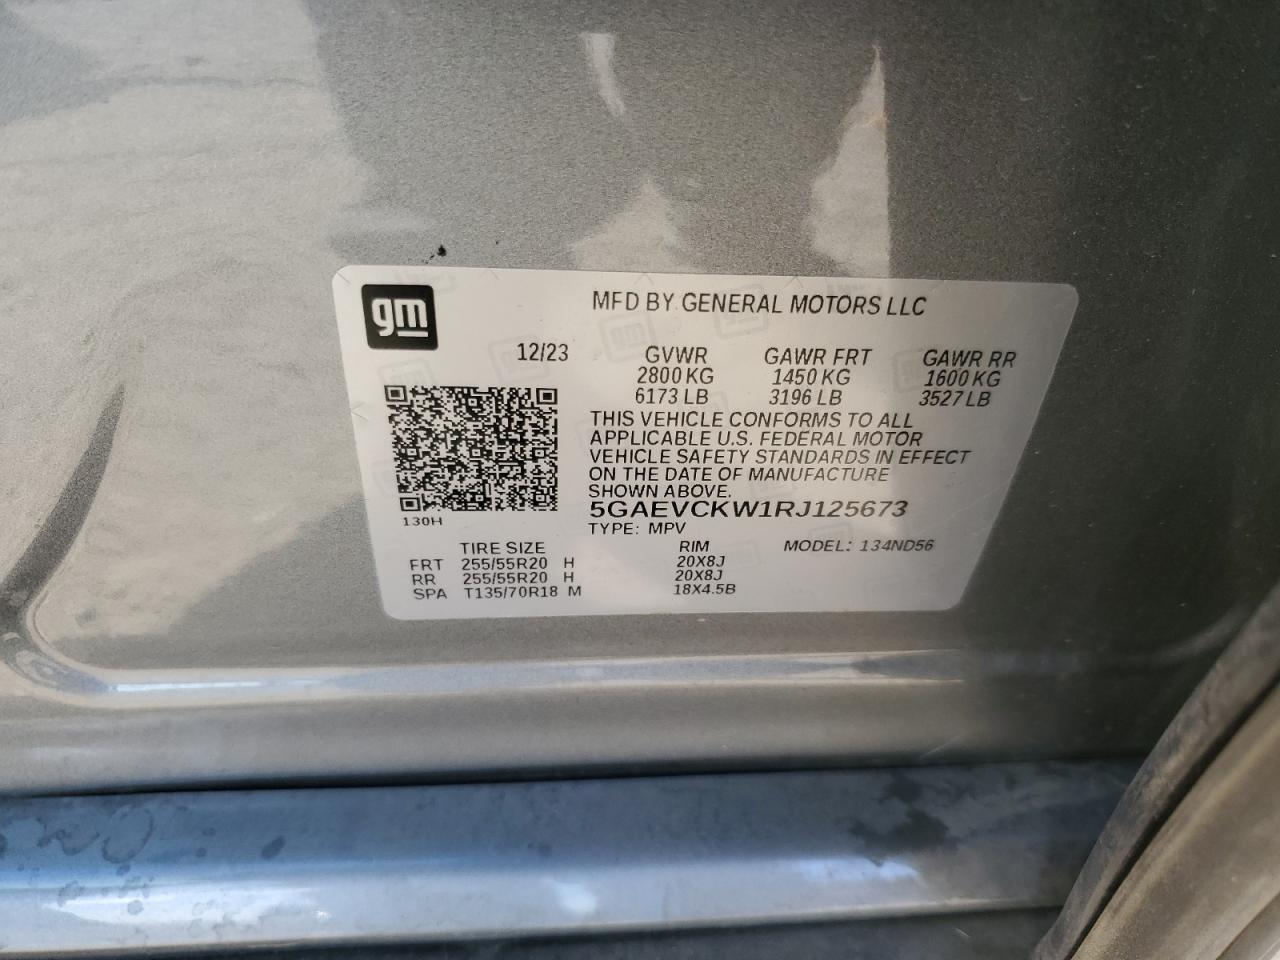 gm
MFD BY GENERAL MOTORS LLC
12/23 GVWR GAWR FRT GAWR RR
2800 KG 1450 KG 1600 KG
6173 LB 3196 LB 3527 LB
THIS VEHICLE CONFORMS TO ALL
APPLICABLE U.S. FEDERAL MOTOR
VEHICLE SAFETY STANDARDS IN EFFECT
ON THE DATE OF MANUFACTURE
SHOWN ABOVE.
5GAEVCKW1RJ125673
130H
TYPE: MPV
TIRE SIZE RIM MODEL: 134ND56
FRT 255/55R20 H 20X8J
RR 255/55R20 H 20X8J
SPA T135/70R18 M 18X4.5B